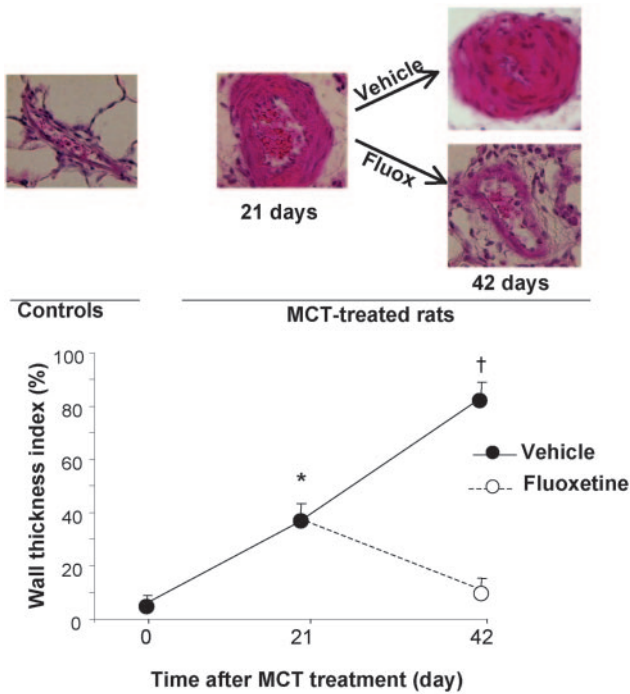 Vehicle
Fluox
21 days
42 days
Controls
MCT-treated rats
Wall thickness index (%)
100
80
60
40
20
0
*
†
Vehicle
Fluoxetine
0
21
42
Time after MCT treatment (day)